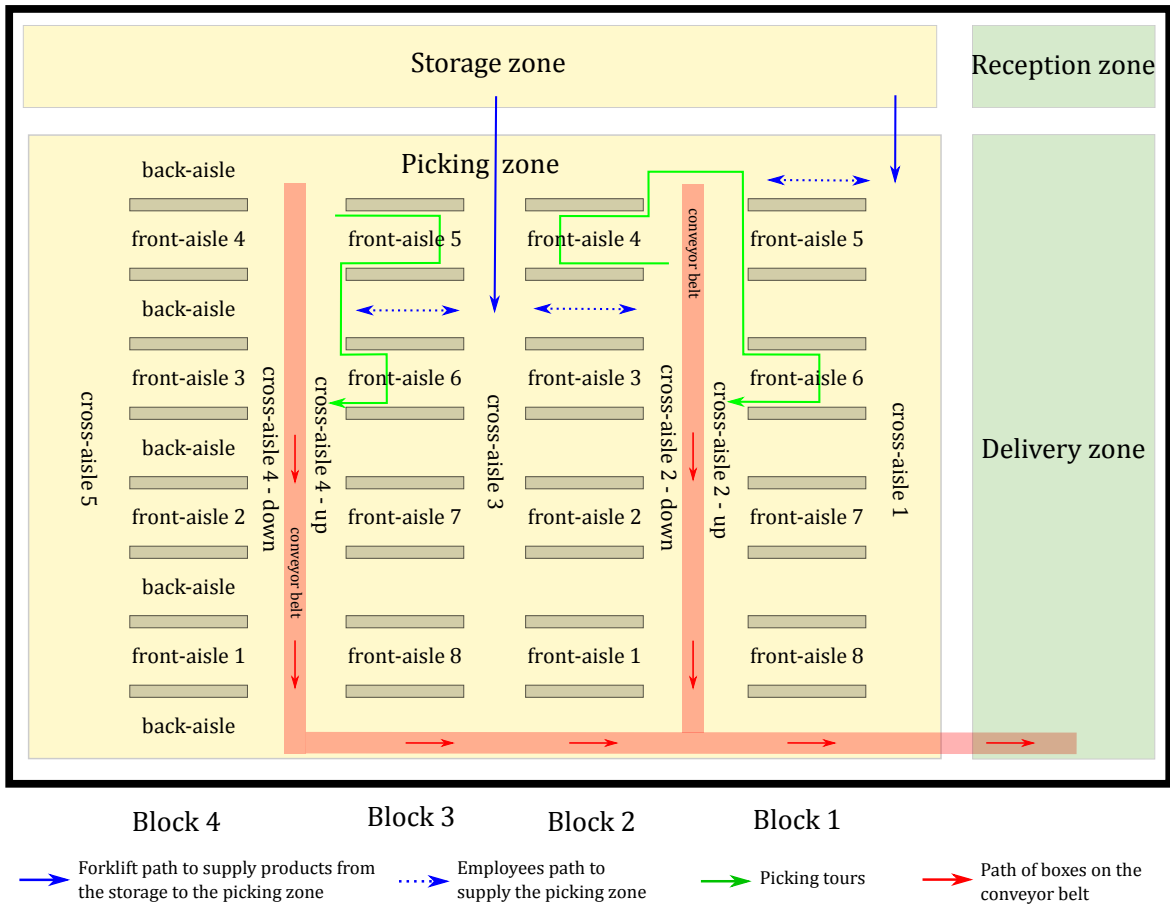 Storage zone
Reception zone
Picking zone
back-aisle
front-aisle 4
front-aisle 5
front-aisle 4
front-aisle 5
conveyor belt
back-aisle
front-aisle 3
front-aisle 6
front-aisle 3
front-aisle 6
cross-aisle 5
cross-aisle 4 - down
cross-aisle 4 - up
cross-aisle 3
cross-aisle 2 - down
cross-aisle 2 - up
cross-aisle 1
Delivery zone
back-aisle
front-aisle 2
front-aisle 7
front-aisle 2
front-aisle 7
conveyor belt
back-aisle
front-aisle 1
front-aisle 8
front-aisle 1
front-aisle 8
back-aisle
Block 4
Block 3
Block 2
Block 1
Forklift path to supply products from
the storage to the picking zone
Employees path to
supply the picking zone
Picking tours
Path of boxes on the
conveyor belt